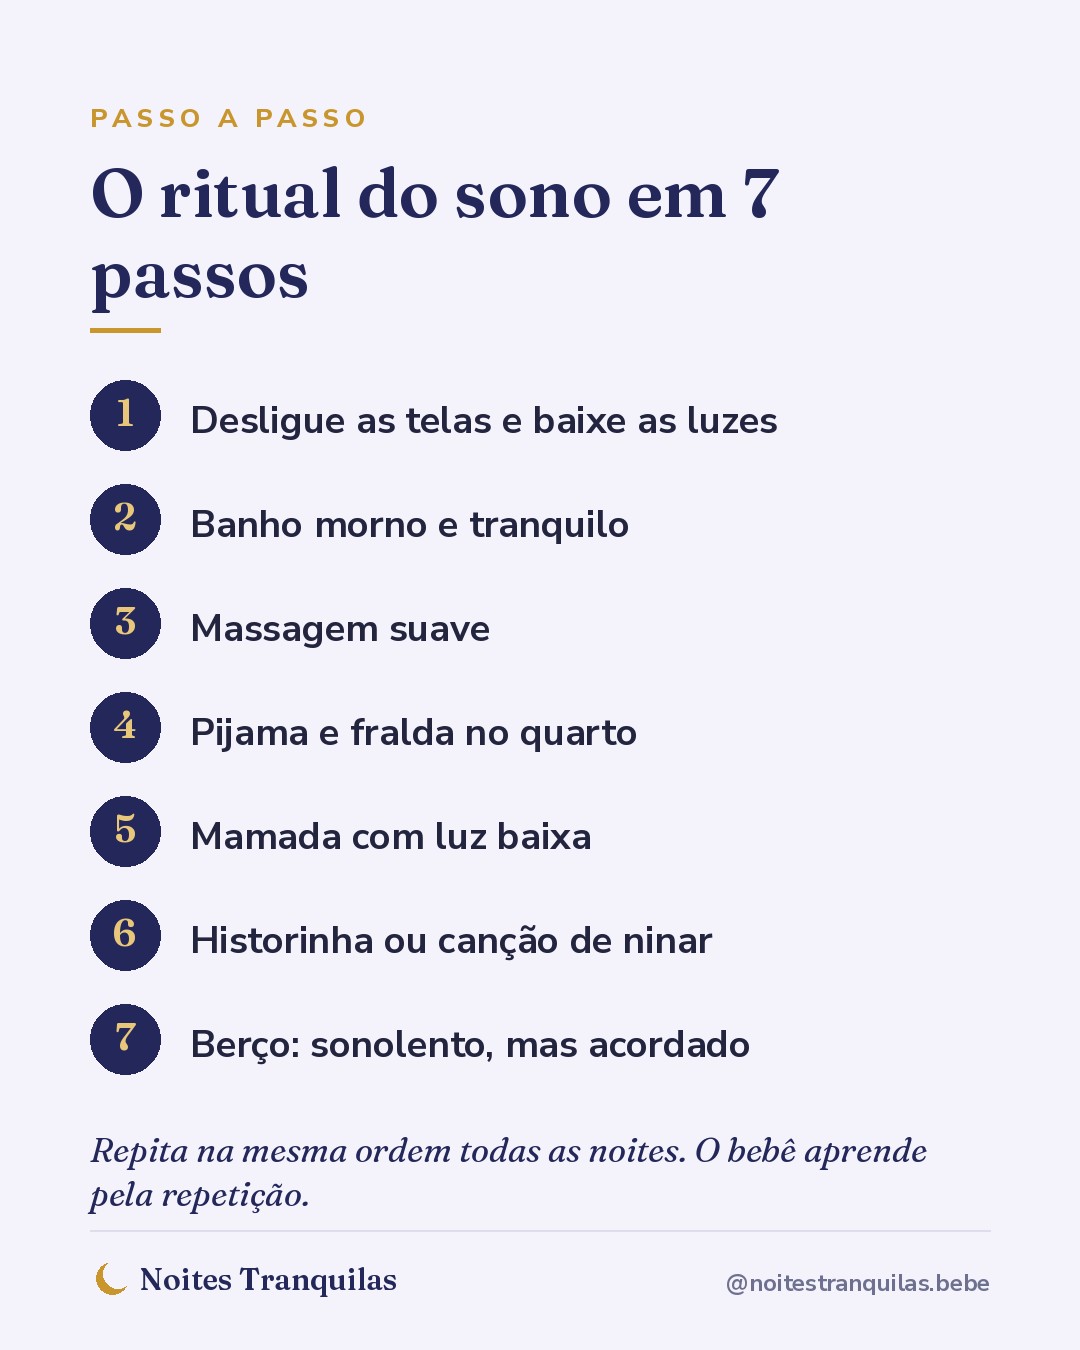 PASSO A PASSO
O ritual do sono em 7
passos
1 Desligue as telas e baixe as luzes
2 Banho morno e tranquilo
3 Massagem suave
4 Pijama e fralda no quarto
5 Mamada com luz baixa
6 Historinha ou canção de ninar
7 Berço: sonolento, mas acordado
Repita na mesma ordem todas as noites. O bebê aprende
pela repetição.
Noites Tranquilas @noitestranquilas.bebe